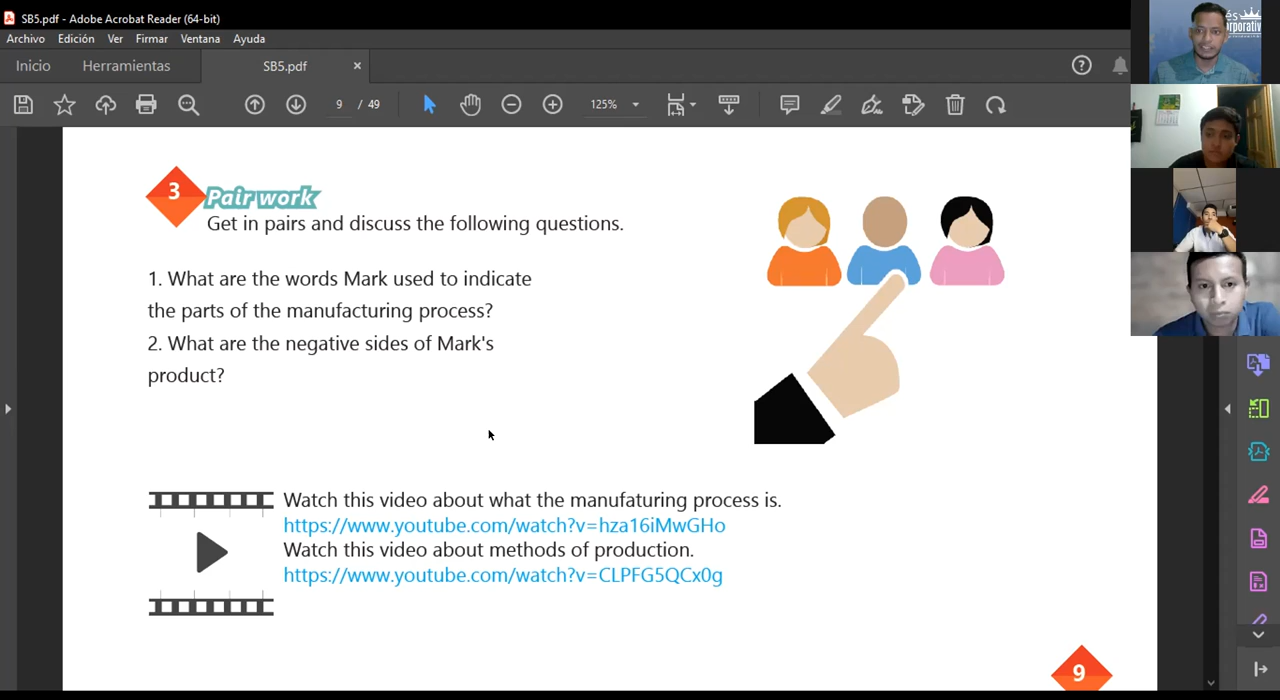 SB5.pdf - Adobe Acrobat Reader (64-bit)
Archivo Edición Ver Firmar Ventana Ayuda
Inicio Herramientas SB5.pdf ×
9 / 49 125%
3 Pair work
Get in pairs and discuss the following questions.
1. What are the words Mark used to indicate
the parts of the manufacturing process?
2. What are the negative sides of Mark's
product?
Watch this video about what the manufaturing process is.
https://www.youtube.com/watch?v=hza16iMwGHo
Watch this video about methods of production.
https://www.youtube.com/watch?v=CLPFG5QCx0g
9